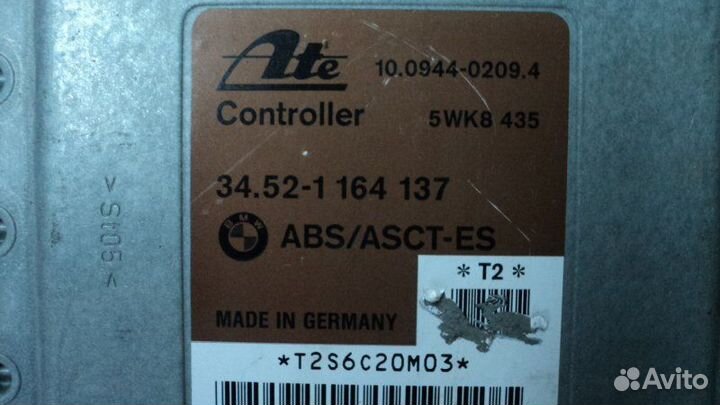 Ate
10.0944-0209.4
Controller
5WK8 435
34.52-1 164 137
BMW
ABS/ASCT-ES
*T2*
MADE IN GERMANY
*T2S6C20M03*
Avito